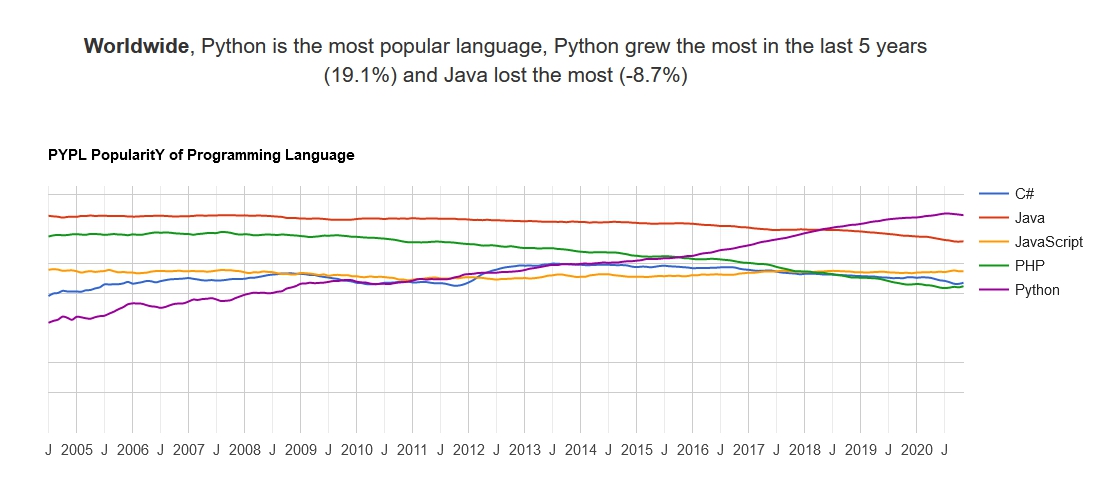 Worldwide, Python is the most popular language, Python grew the most in the last 5 years
(19.1%) and Java lost the most (-8.7%)
PYPL PopularitY of Programming Language
C#
Java
JavaScript
PHP
Python
J 2005 J 2006 J 2007 J 2008 J 2009 J 2010 J 2011 J 2012 J 2013 J 2014 J 2015 J 2016 J 2017 J 2018 J 2019 J 2020 J